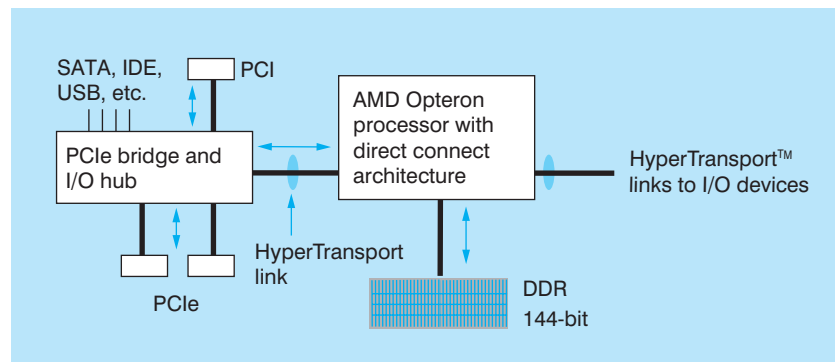 SATA, IDE,
USB, etc.
PCI
PCIe bridge and
I/O hub
AMD Opteron
processor with
direct connect
architecture
HyperTransport™
links to I/O devices
HyperTransport
link
PCIe
DDR
144-bit